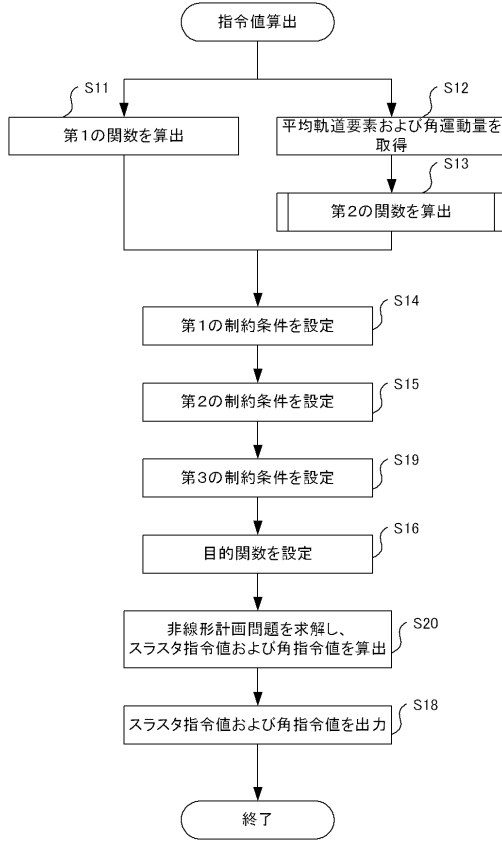 指令値算出
S11
第1の関数を算出
S12
平均軌道要素および角運動量を
取得
S13
第2の関数を算出
S14
第1の制約条件を設定
S15
第2の制約条件を設定
S19
第3の制約条件を設定
S16
目的関数を設定
S20
非線形計画問題を求解し、
スラスタ指令値および角指令値を算出
S18
スラスタ指令値および角指令値を出力
終了